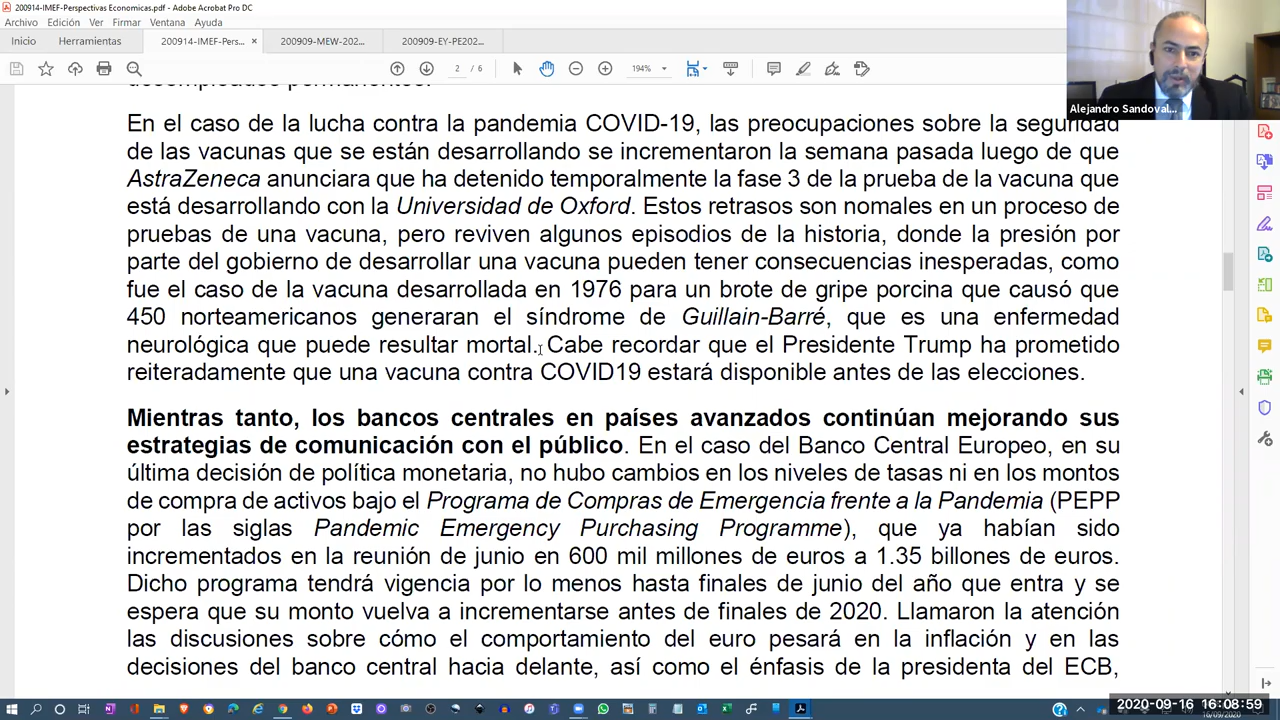 200914-IMEF-Perspectivas Economicas.pdf - Adobe Acrobat Pro DC
Archivo Edición Ver Firmar Ventana Ayuda
Inicio Herramientas 200914-IMEF-Pers... × 200909-MEW-202... 200909-EY-PE202...
2 / 6 194%
Alejandro Sandoval...
En el caso de la lucha contra la pandemia COVID-19, las preocupaciones sobre la seguridad
de las vacunas que se están desarrollando se incrementaron la semana pasada luego de que
AstraZeneca anunciara que ha detenido temporalmente la fase 3 de la prueba de la vacuna que
está desarrollando con la Universidad de Oxford. Estos retrasos son nomales en un proceso de
pruebas de una vacuna, pero reviven algunos episodios de la historia, donde la presión por
parte del gobierno de desarrollar una vacuna pueden tener consecuencias inesperadas, como
fue el caso de la vacuna desarrollada en 1976 para un brote de gripe porcina que causó que
450 norteamericanos generaran el síndrome de Guillain-Barré, que es una enfermedad
neurológica que puede resultar mortal. Cabe recordar que el Presidente Trump ha prometido
reiteradamente que una vacuna contra COVID19 estará disponible antes de las elecciones.
Mientras tanto, los bancos centrales en países avanzados continúan mejorando sus
estrategias de comunicación con el público. En el caso del Banco Central Europeo, en su
última decisión de política monetaria, no hubo cambios en los niveles de tasas ni en los montos
de compra de activos bajo el Programa de Compras de Emergencia frente a la Pandemia (PEPP
por las siglas Pandemic Emergency Purchasing Programme), que ya habían sido
incrementados en la reunión de junio en 600 mil millones de euros a 1.35 billones de euros.
Dicho programa tendrá vigencia por lo menos hasta finales de junio del año que entra y se
espera que su monto vuelva a incrementarse antes de finales de 2020. Llamaron la atención
las discusiones sobre cómo el comportamiento del euro pesará en la inflación y en las
decisiones del banco central hacia delante, así como el énfasis de la presidenta del ECB,
2020-09-16 16:08:59